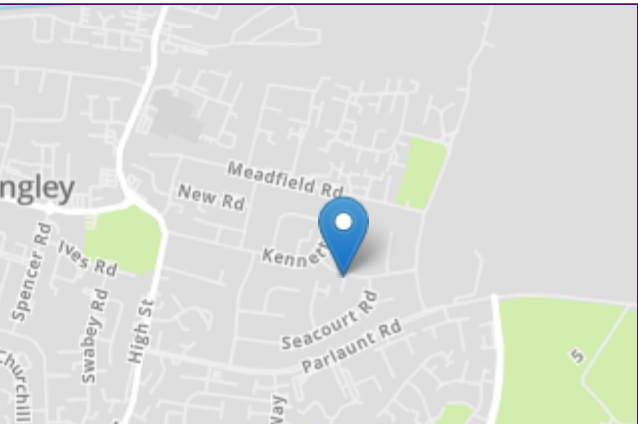 Meadfield Rd
ngley
New Rd
Spencer Rd
Ives Rd
Kennet
Swabey Rd
High St
Seacourt Rd
Parlaunt Rd
Churchill
Way
5